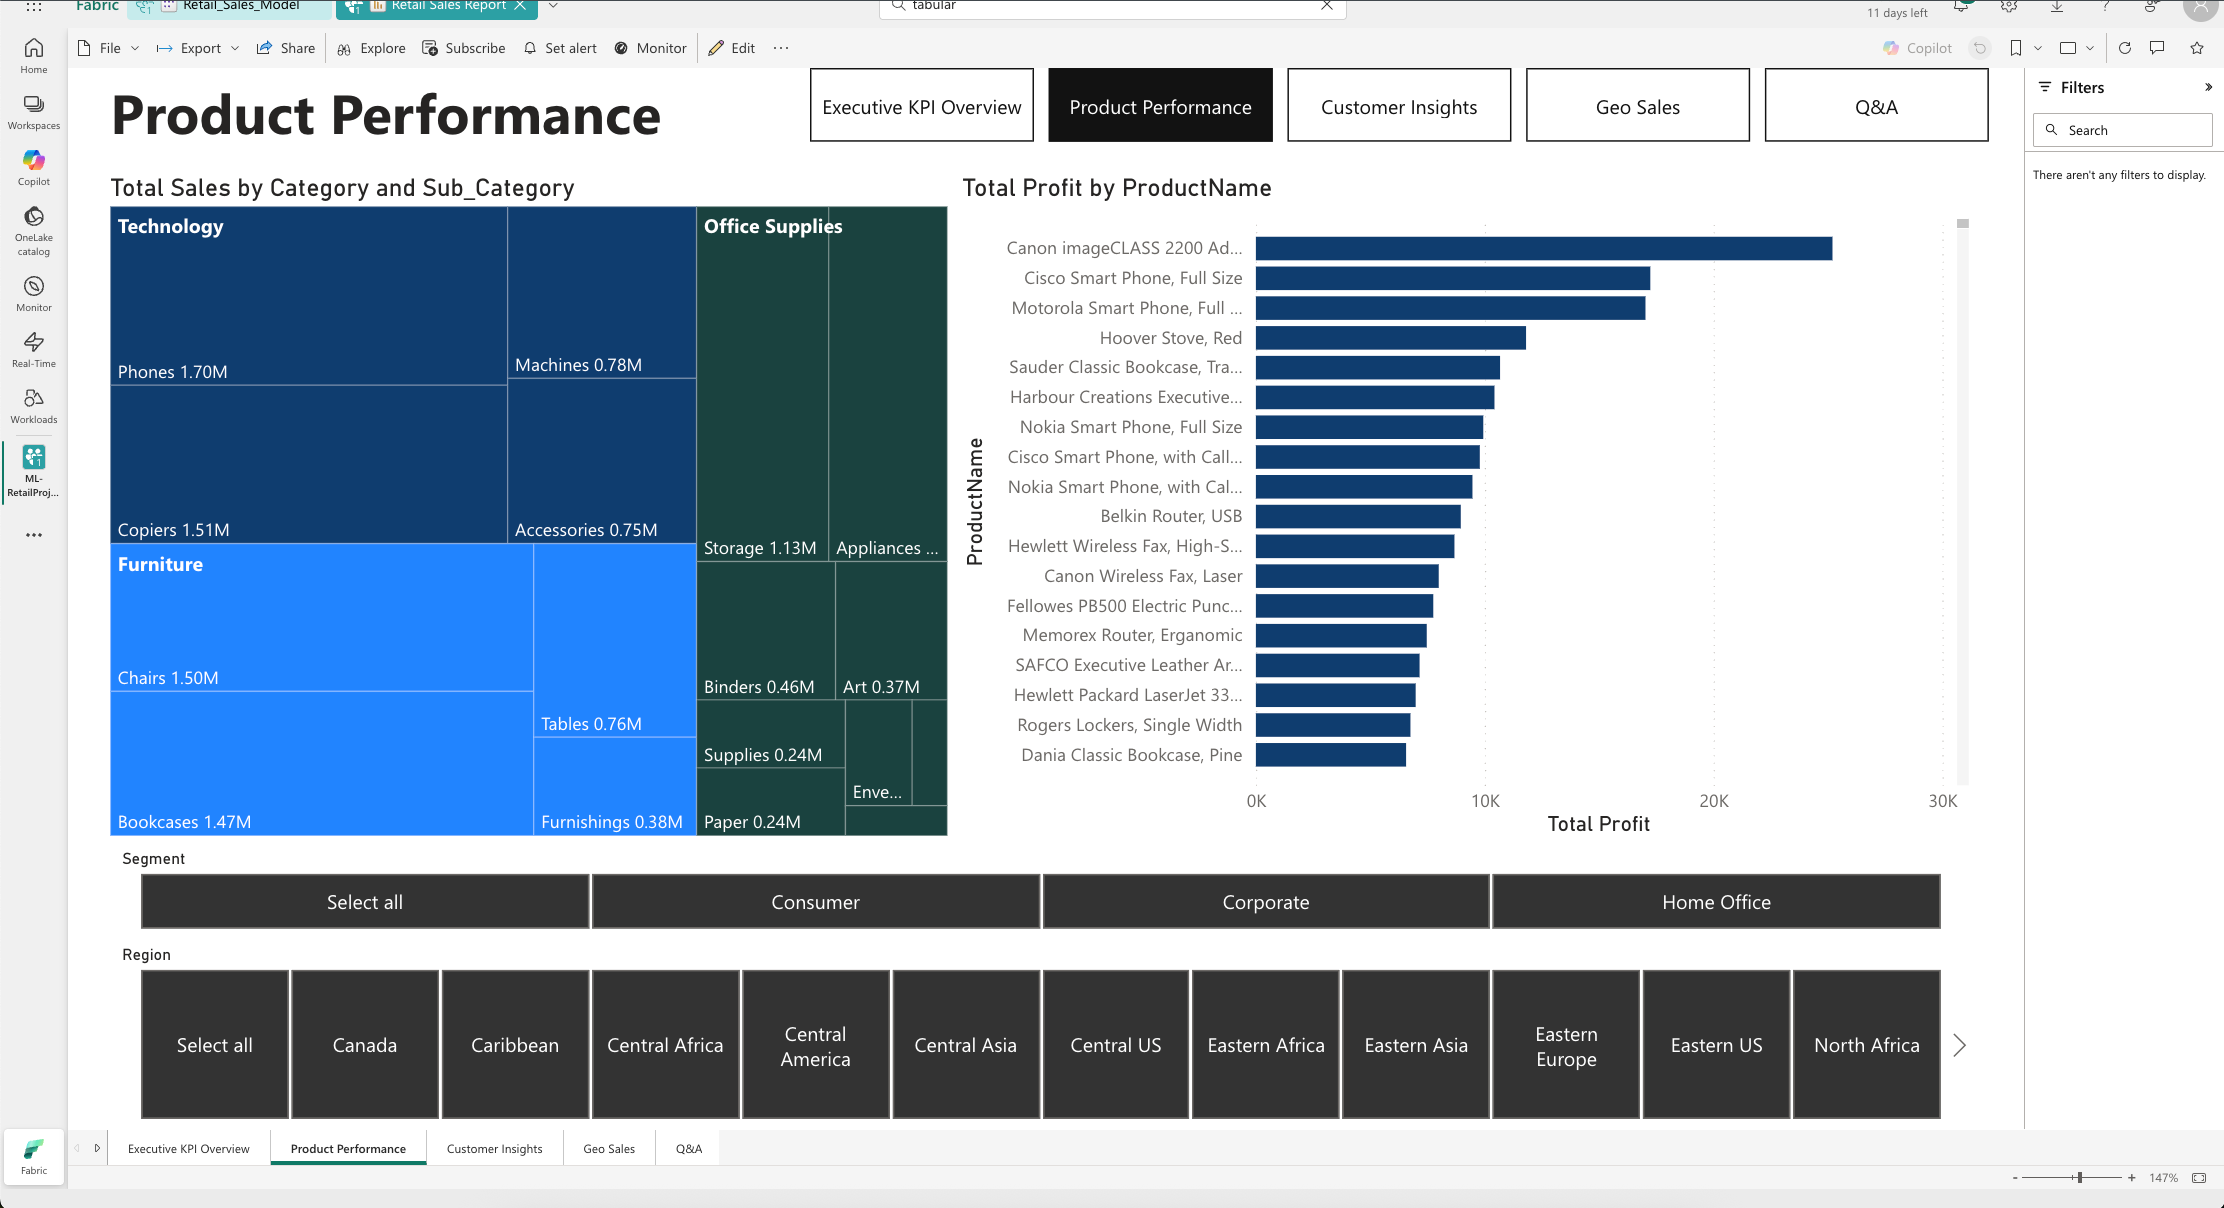 Fabric
Retail_Sales_Model
Retail Sales Report
tabular
11 days left
File
Export
Share
Explore
Subscribe
Set alert
Monitor
Edit
Copilot
Home
Workspaces
Copilot
OneLake
catalog
Monitor
Real-Time
Workloads
ML-
RetailProj...
Fabric
Product Performance
Executive KPI Overview
Product Performance
Customer Insights
Geo Sales
Q&A
Filters
Search
There aren't any filters to display.
Total Sales by Category and Sub_Category
Technology
Phones 1.70M
Machines 0.78M
Copiers 1.51M
Accessories 0.75M
Furniture
Chairs 1.50M
Tables 0.76M
Bookcases 1.47M
Furnishings 0.38M
Office Supplies
Storage 1.13M
Appliances ...
Binders 0.46M
Art 0.37M
Supplies 0.24M
Enve...
Paper 0.24M
Total Profit by ProductName
ProductName
Canon imageCLASS 2200 Ad...
Cisco Smart Phone, Full Size
Motorola Smart Phone, Full ...
Hoover Stove, Red
Sauder Classic Bookcase, Tra...
Harbour Creations Executive...
Nokia Smart Phone, Full Size
Cisco Smart Phone, with Call...
Nokia Smart Phone, with Cal...
Belkin Router, USB
Hewlett Wireless Fax, High-S...
Canon Wireless Fax, Laser
Fellowes PB500 Electric Punc...
Memorex Router, Erganomic
SAFCO Executive Leather Ar...
Hewlett Packard LaserJet 33...
Rogers Lockers, Single Width
Dania Classic Bookcase, Pine
0K 10K 20K 30K
Total Profit
Segment
Select all
Consumer
Corporate
Home Office
Region
Select all
Canada
Caribbean
Central Africa
Central
America
Central Asia
Central US
Eastern Africa
Eastern Asia
Eastern
Europe
Eastern US
North Africa
Executive KPI Overview
Product Performance
Customer Insights
Geo Sales
Q&A
- + 147%